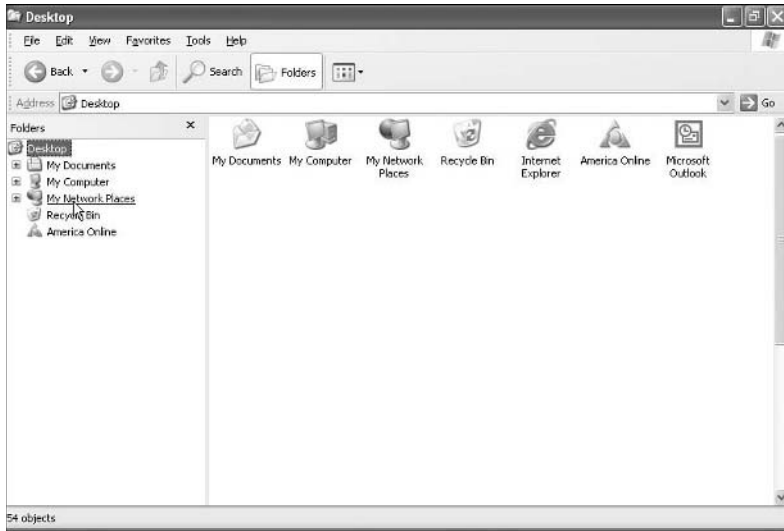 Desktop
File Edit View Favorites Tools Help
Back Search Folders
Address Desktop Go
Folders
Desktop
My Documents
My Computer
My Network Places
Recycle Bin
America Online
My Documents My Computer My Network Places Recycle Bin Internet Explorer America Online Microsoft Outlook
54 objects